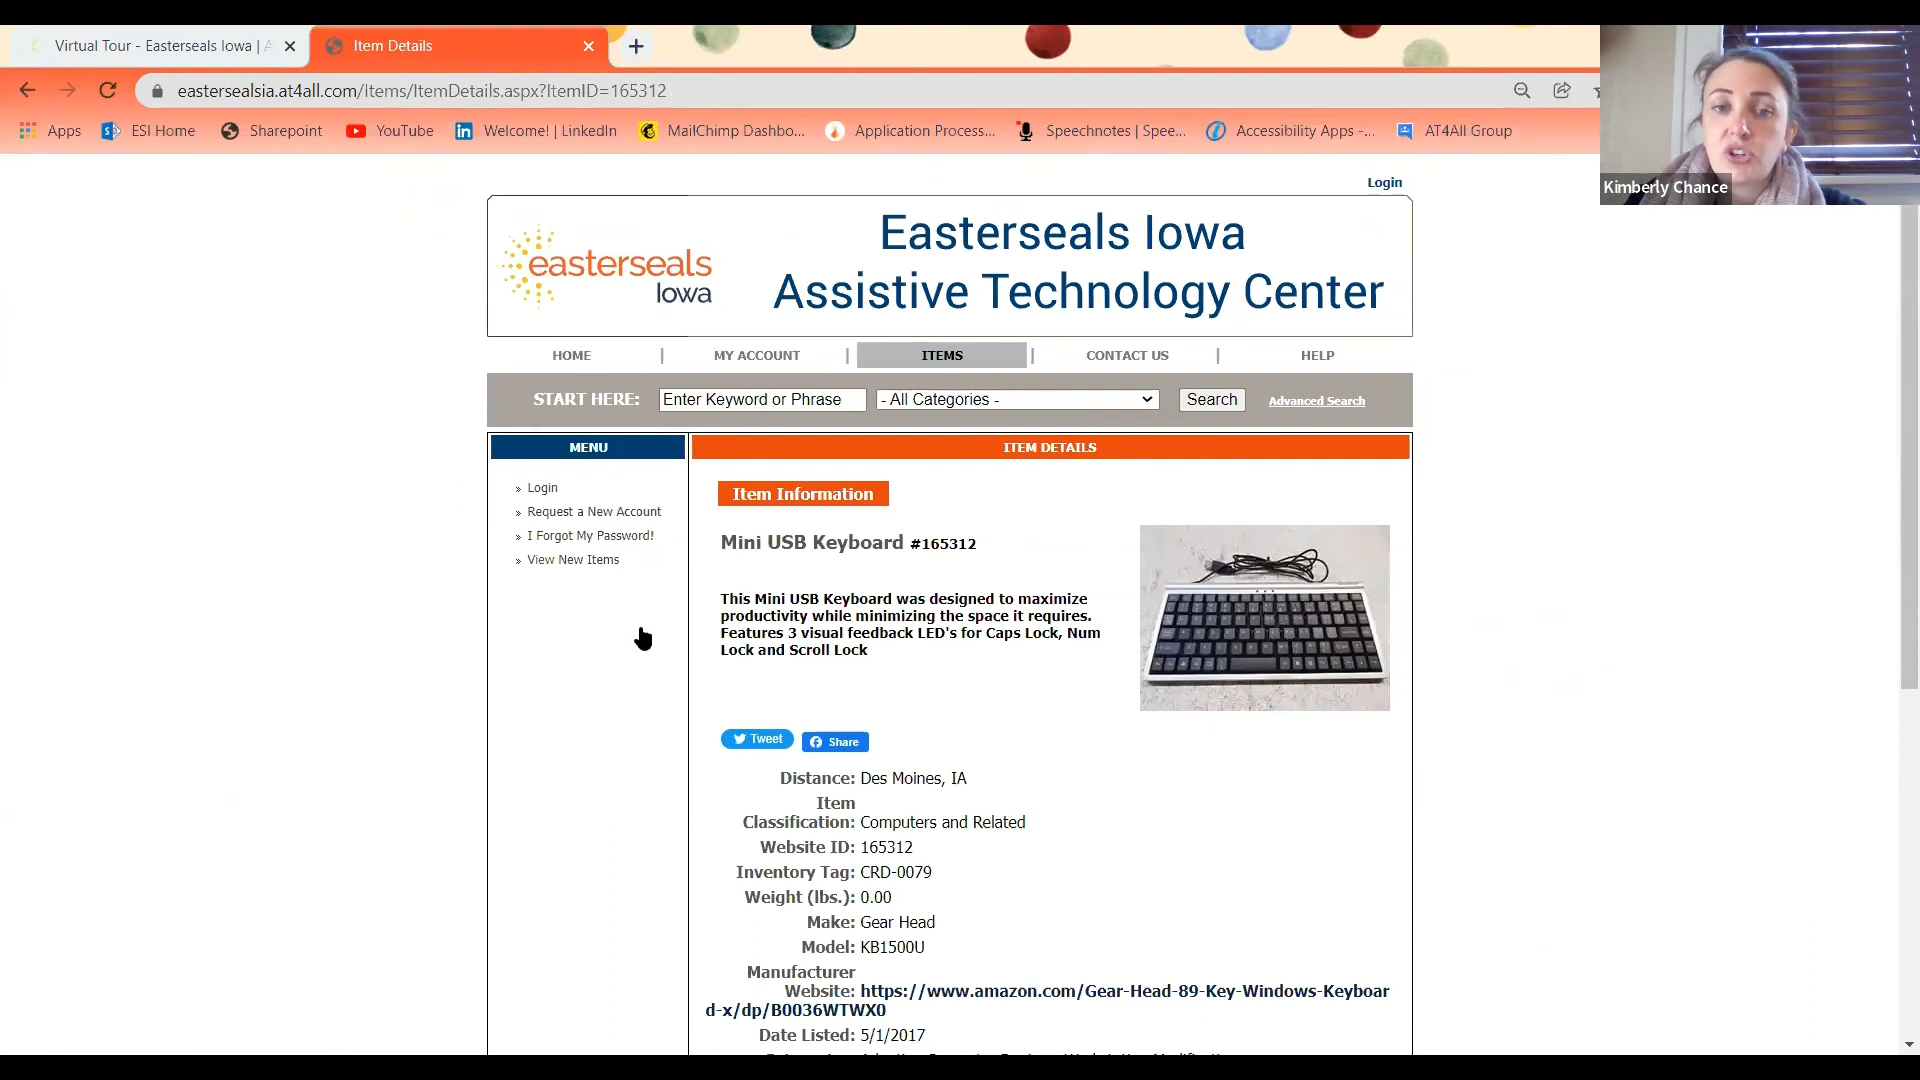 Virtual Tour - Easterseals Iowa | A
Item Details
eastersealsia.at4all.com/Items/ItemDetails.aspx?ItemID=165312
Apps
ESI Home
Sharepoint
YouTube
Welcome! | LinkedIn
MailChimp Dashbo...
Application Process...
Speechnotes | Spee...
Accessibility Apps -...
AT4All Group
Kimberly Chance
Login
easterseals
Iowa
Easterseals Iowa
Assistive Technology Center
HOME | MY ACCOUNT | ITEMS | CONTACT US | HELP
START HERE: Enter Keyword or Phrase - All Categories - Search Advanced Search
MENU
» Login
» Request a New Account
» I Forgot My Password!
» View New Items
ITEM DETAILS
Item Information
Mini USB Keyboard #165312
This Mini USB Keyboard was designed to maximize
productivity while minimizing the space it requires.
Features 3 visual feedback LED's for Caps Lock, Num
Lock and Scroll Lock
Tweet
Share
Distance: Des Moines, IA
Item
Classification: Computers and Related
Website ID: 165312
Inventory Tag: CRD-0079
Weight (lbs.): 0.00
Make: Gear Head
Model: KB1500U
Manufacturer
Website: https://www.amazon.com/Gear-Head-89-Key-Windows-Keyboar
d-x/dp/B0036WTWX0
Date Listed: 5/1/2017